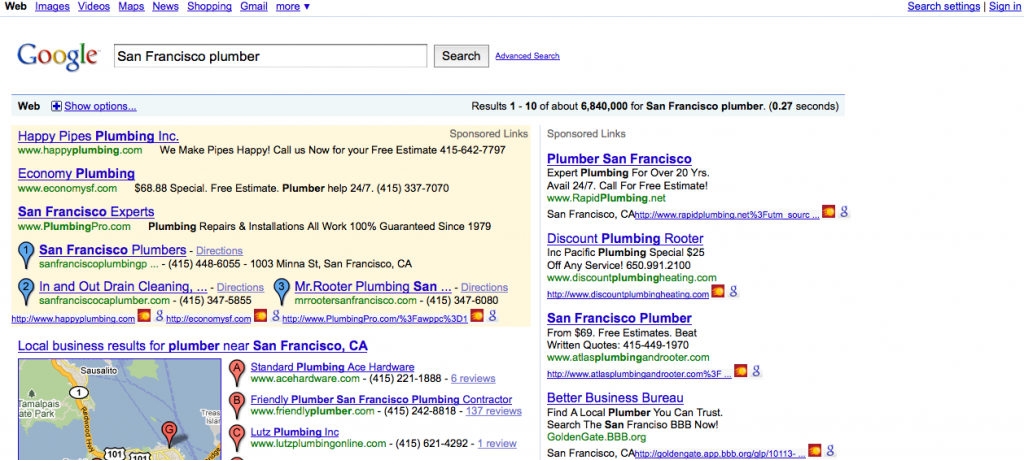 Web Images Videos Maps News Shopping Gmail more ▼
Search settings | Sign in
Google
San Francisco plumber
Search
Advanced Search
Web Show options...
Results 1 - 10 of about 6,840,000 for San Francisco plumber. (0.27 seconds)
Sponsored Links
Happy Pipes Plumbing Inc.
www.happyplumbing.com We Make Pipes Happy! Call us Now for your Free Estimate 415-642-7797
Economy Plumbing
www.economysf.com $68.88 Special. Free Estimate. Plumber help 24/7. (415) 337-7070
San Francisco Experts
www.PlumbingPro.com Plumbing Repairs & Installations All Work 100% Guaranteed Since 1979
1 San Francisco Plumbers - Directions
sanfranciscoplumbingp ... - (415) 448-6055 - 1003 Minna St, San Francisco, CA
2 In and Out Drain Cleaning, ... - Directions
sanfranciscocaplumber.com - (415) 347-5855
3 Mr.Rooter Plumbing San ... - Directions
mrrootersanfrancisco.com - (415) 347-6080
http://www.happyplumbing.com g http://economysf.com g http://www.PlumbingPro.com/%3Fawppc%3D1 g
Local business results for plumber near San Francisco, CA
Sausalito
1
Tamalpais
ate Park
Redwood Hwy
Treas
Islan
G
101
101
A Standard Plumbing Ace Hardware
www.acehardware.com - (415) 221-1888 - 6 reviews
B Friendly Plumber San Francisco Plumbing Contractor
www.friendlyplumber.com - (415) 242-8818 - 137 reviews
C Lutz Plumbing Inc
www.lutzplumbingonline.com - (415) 621-4292 - 1 review
Sponsored Links
Plumber San Francisco
Expert Plumbing For Over 20 Yrs.
Avail 24/7. Call For Free Estimate!
www.RapidPlumbing.net
San Francisco, CA http://www.rapidplumbing.net%3Futm_sourc ... g
Discount Plumbing Rooter
Inc Pacific Plumbing Special $25
Off Any Service! 650.991.2100
www.discountplumbingheating.com
http://www.discountplumbingheating.com g
San Francisco Plumber
From $69. Free Estimates. Beat
Written Quotes: 415-449-1970
www.atlasplumbingandrooter.com
http://www.atlasplumbingandrooter.com%3F ... g
Better Business Bureau
Find A Local Plumber You Can Trust.
Search The San Franciso BBB Now!
GoldenGate.BBB.org
San Francisco, CA http://goldengate.app.bbb.org/glp/10113- ... g